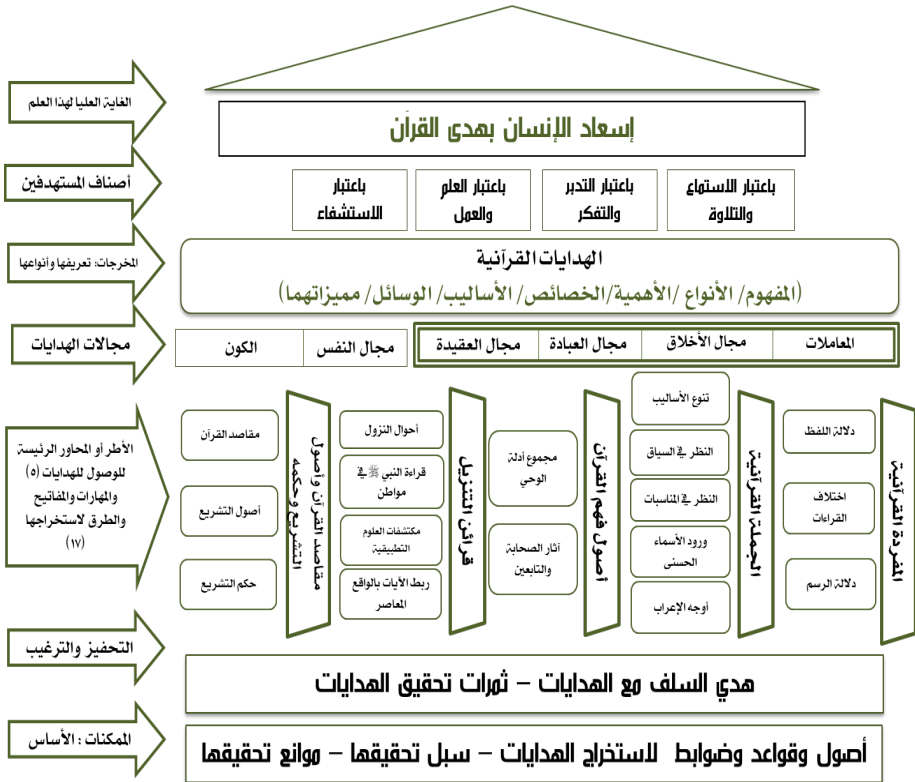 الغاية العليا لهذا العلم
إسعاد الإنسان بهدى القرآن
أصناف المستهدفين
باعتبار الاستماع
والتلاوة
باعتبار التدبر
والتفكر
باعتبار العلم
والعمل
باعتبار
الاستشفاء
المخرجات: تعريفها وأنواعها
الهدايات القرآنية
(المفهوم/ الأنواع /الأهمية/الخصائص/ الأساليب/ الوسائل/ مميزاتهما)
مجالات الهدايات
المعاملات
مجال الأخلاق
مجال العبادة
مجال العقيدة
مجال النفس
الكون
الأطر أو المحاور الرئيسة
للوصول للهدايات (٥)
والمهارات والمفاتيح
والطرق لاستخراجها
(١٧)
المفردة القرآنية
دلالة اللفظ
اختلاف
القراءات
دلالة الرسم
الجملة القرآنية
تنوع الأساليب
النظر في السياق
النظر في المناسبات
ورود الأسماء
الحسنى
أوجه الإعراب
أصول فهم القرآن
مجموع أدلة
الوحي
آثار الصحابة
والتابعين
قرائن التنزيل
أحوال النزول
قراءة النبي ﷺ في
مواطن
مكتشفات العلوم
التطبيقية
ربط الآيات بالواقع
المعاصر
مقاصد القرآن وأصول
التشريع وحكمه
مقاصد القرآن
أصول التشريع
حكم التشريع
التحفيز والترغيب
هدي السلف مع الهدايات – ثمرات تحقيق الهدايات
الممكنات : الأساس
أصول وقواعد وضوابط لاستخراج الهدايات – سبل تحقيقها – موانع تحقيقها